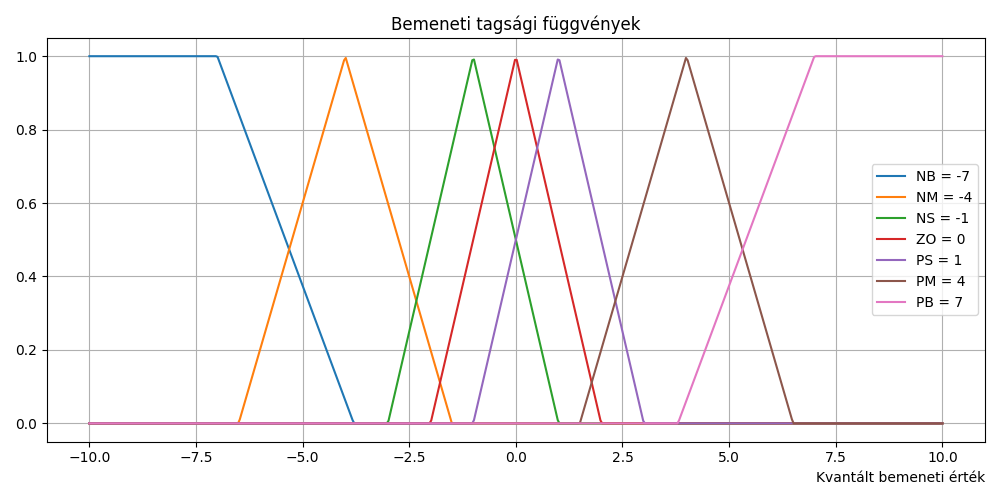 Bemeneti tagsági függvények
1.0
0.8
0.6
0.4
0.2
0.0
NB = -7
NM = -4
NS = -1
ZO = 0
PS = 1
PM = 4
PB = 7
−10.0 −7.5 −5.0 −2.5 0.0 2.5 5.0 7.5 10.0
Kvantált bemeneti érték